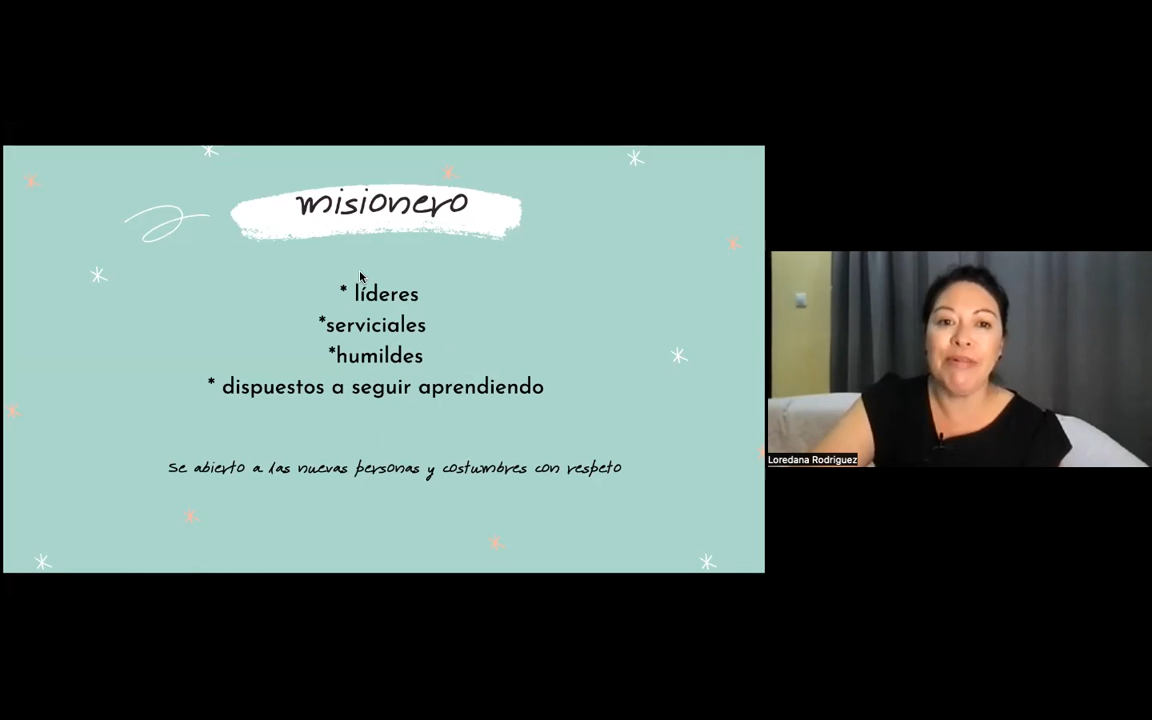 misionero
* líderes
*serviciales
*humildes
* dispuestos a seguir aprendiendo
se abierto a las nuevas personas y costumbres con respeto
Loredana Rodriguez